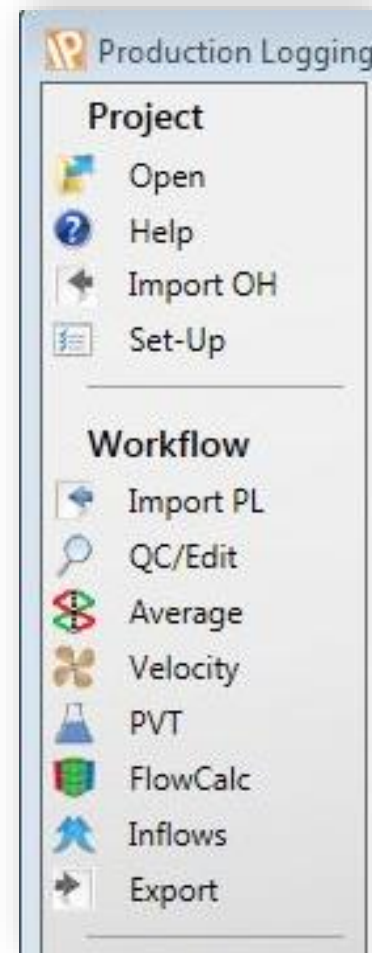 Production Logging
Project
Open
Help
Import OH
Set-Up
Workflow
Import PL
QC/Edit
Average
Velocity
PVT
FlowCalc
Inflows
Export